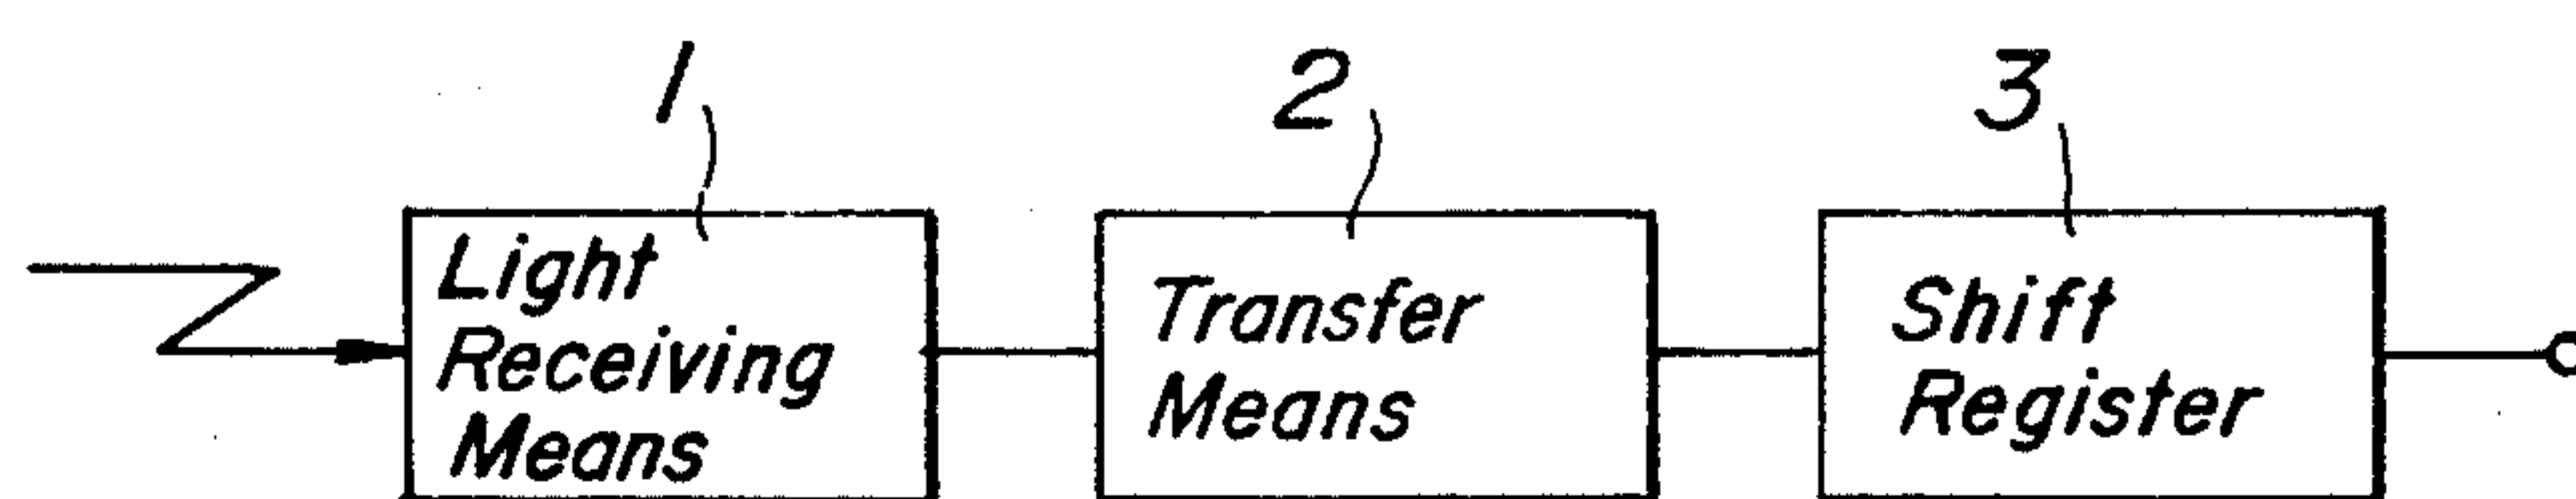 1
2
3
Light
Receiving
Means
Transfer
Means
Shift
Register